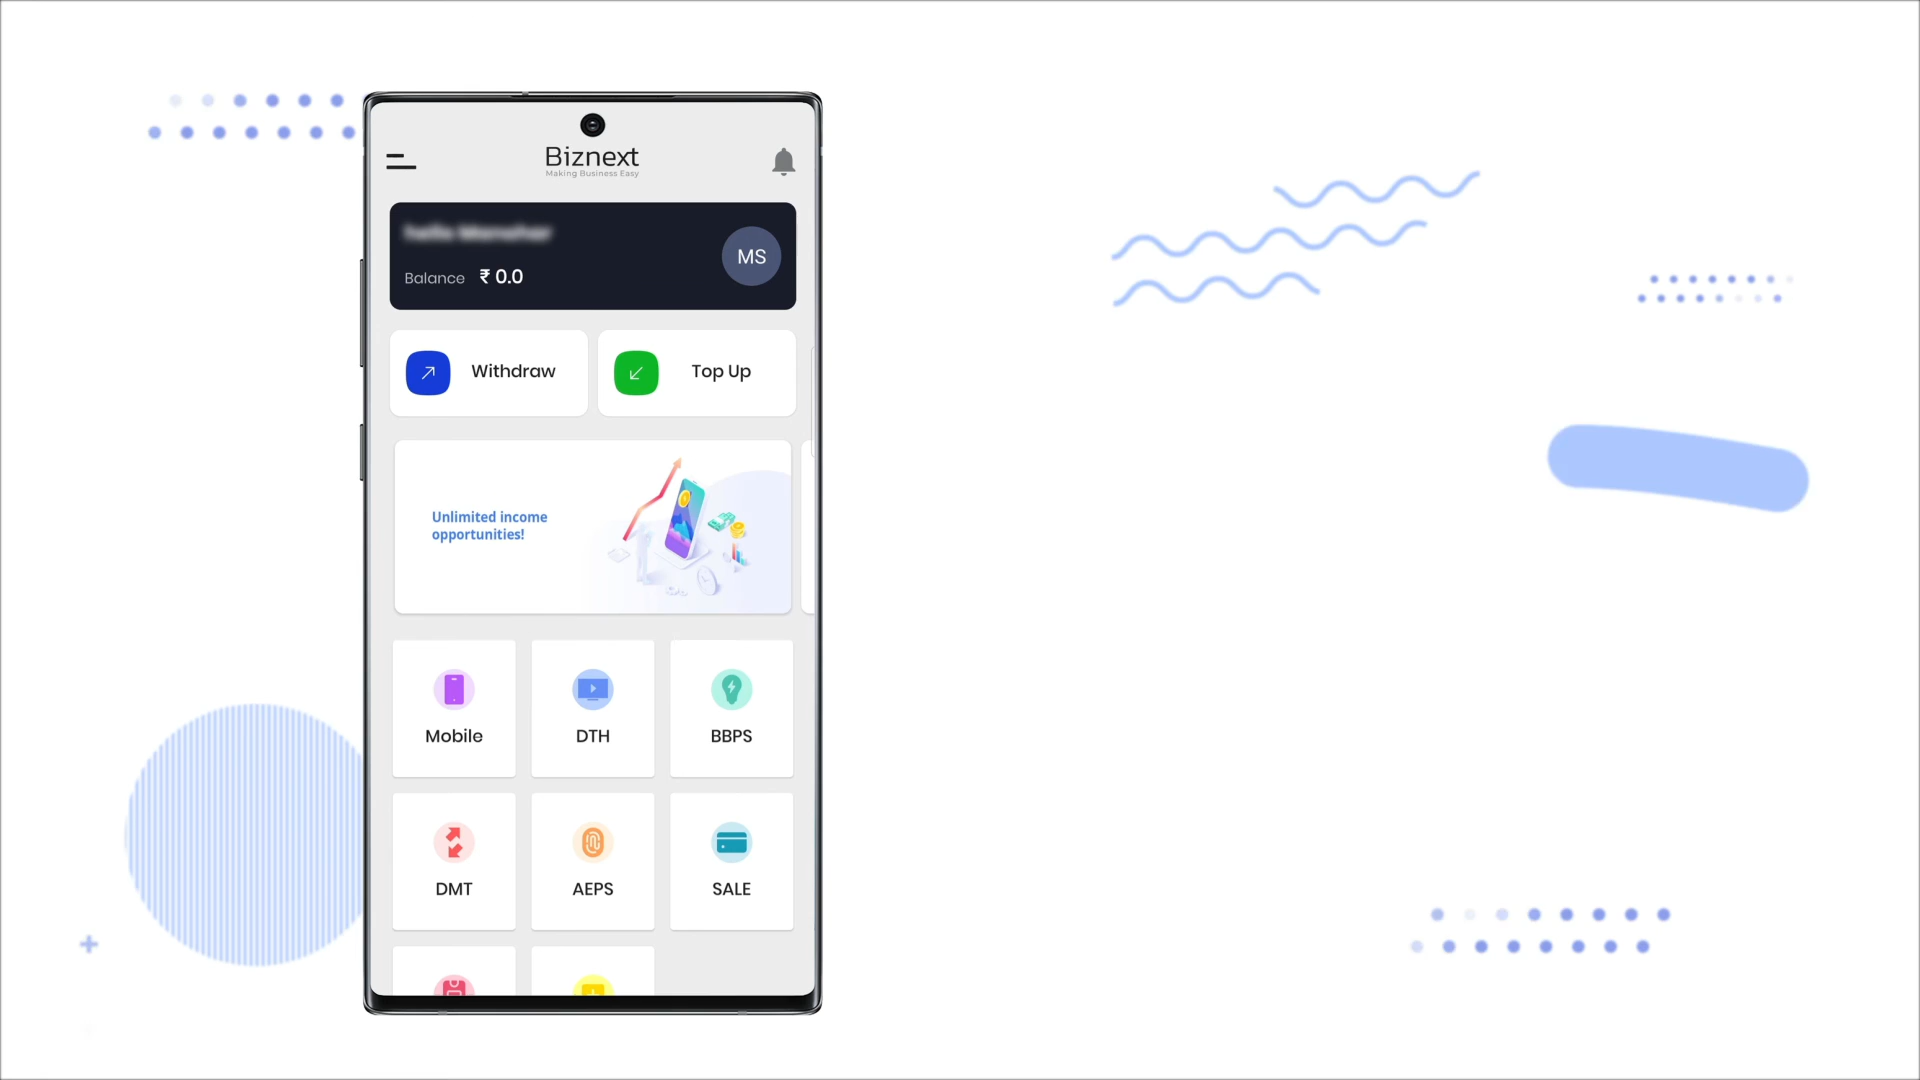 Biznext
Making Business Easy
MS
Balance ₹ 0.0
Withdraw
Top Up
Unlimited income
opportunities!
Mobile
DTH
BBPS
DMT
AEPS
SALE